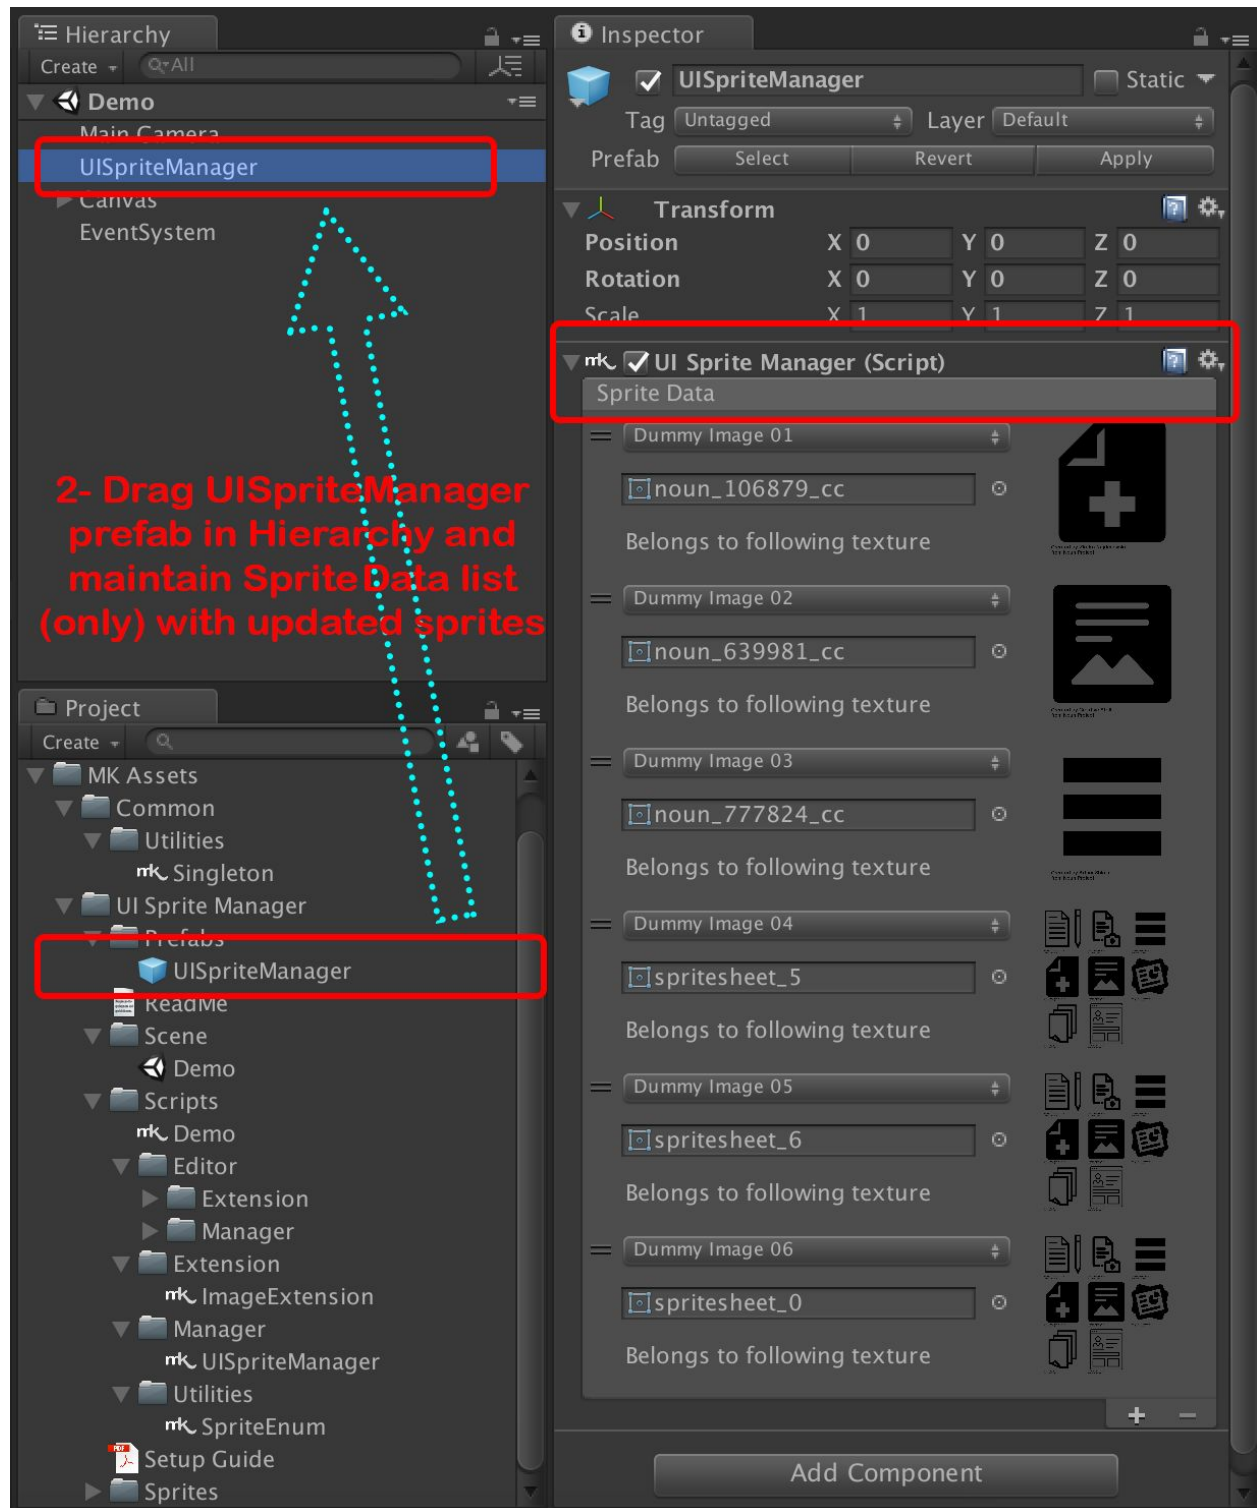 Hierarchy
Create
All
Demo
Main Camera
UISpriteManager
Canvas
EventSystem
2- Drag UISpriteManager
prefab in Hierarchy and
maintain Sprite Data list
(only) with updated sprites
Project
Create
MK Assets
Common
Utilities
mk Singleton
UI Sprite Manager
Prefabs
UISpriteManager
ReadMe
Scene
Demo
Scripts
mk Demo
Editor
Extension
Manager
Extension
mk ImageExtension
Manager
mk UISpriteManager
Utilities
mk SpriteEnum
PDF Setup Guide
Sprites
Inspector
UISpriteManager Static
Tag Untagged Layer Default
Prefab Select Revert Apply
Transform
Position X 0 Y 0 Z 0
Rotation X 0 Y 0 Z 0
Scale X 1 Y 1 Z 1
mk UI Sprite Manager (Script)
Sprite Data
Dummy Image 01
noun_106879_cc
Belongs to following texture
Dummy Image 02
noun_639981_cc
Belongs to following texture
Dummy Image 03
noun_777824_cc
Belongs to following texture
Dummy Image 04
spritesheet_5
Belongs to following texture
Dummy Image 05
spritesheet_6
Belongs to following texture
Dummy Image 06
spritesheet_0
Belongs to following texture
+ −
Add Component